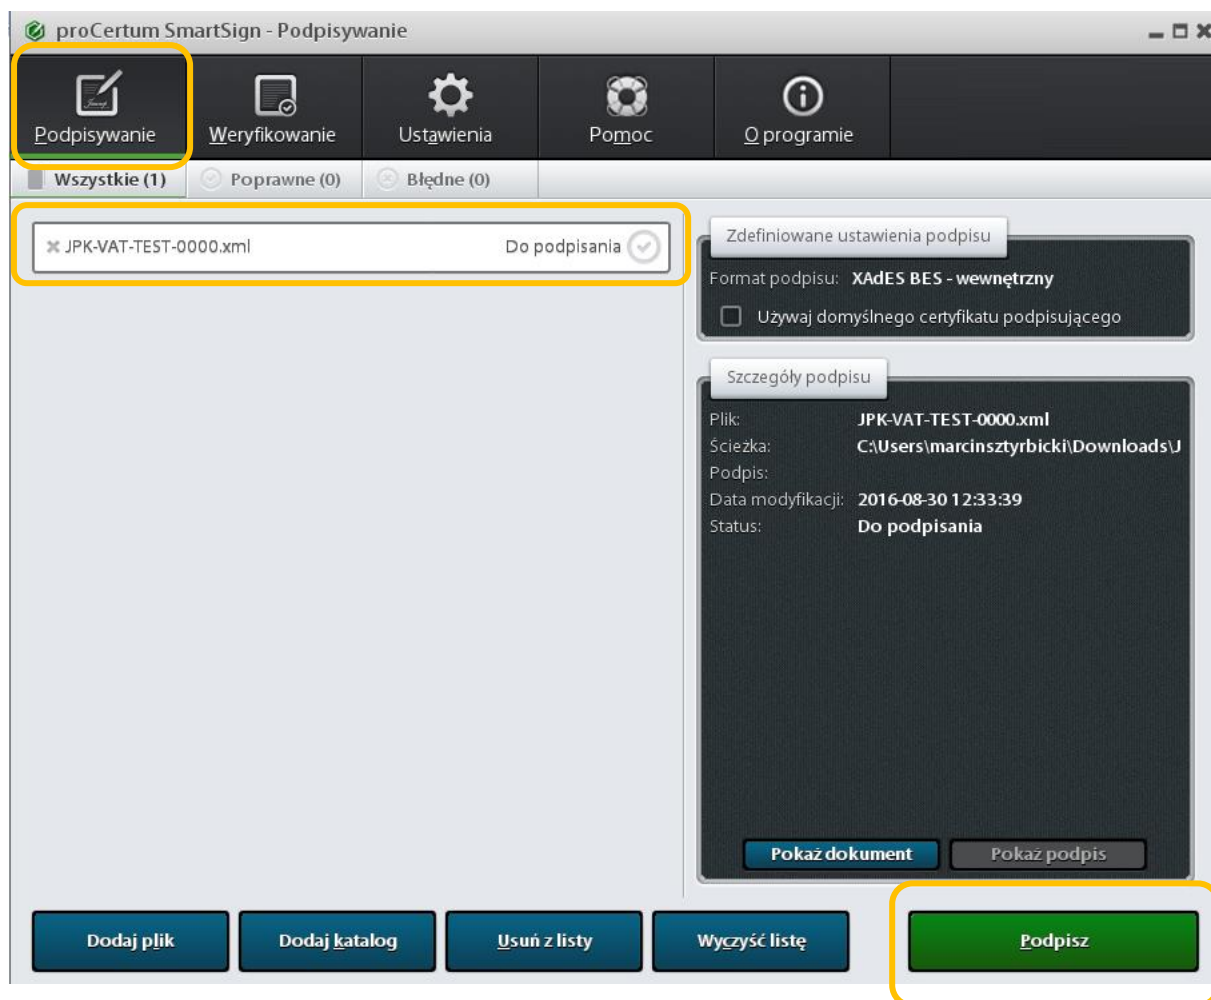 proCertum SmartSign - Podpisywanie
Podpisywanie
Weryfikowanie
Ustawienia
Pomoc
O programie
Wszystkie (1)
Poprawne (0)
Błędne (0)
JPK-VAT-TEST-0000.xml
Do podpisania
Zdefiniowane ustawienia podpisu
Format podpisu: XAdES BES - wewnętrzny
Używaj domyślnego certyfikatu podpisującego
Szczegóły podpisu
Plik: JPK-VAT-TEST-0000.xml
Ścieżka: C:\Users\marcinsztyrbicki\Downloads\J
Podpis:
Data modyfikacji: 2016-08-30 12:33:39
Status: Do podpisania
Pokaż dokument
Pokaż podpis
Dodaj plik
Dodaj katalog
Usuń z listy
Wyczyść listę
Podpisz